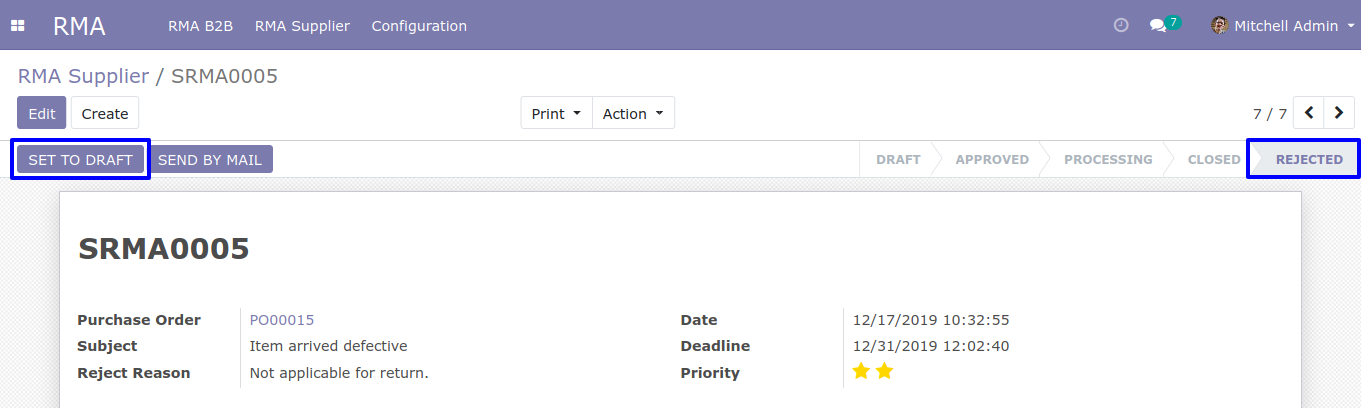 RMA RMA B2B RMA Supplier Configuration 7 Mitchell Admin
RMA Supplier / SRMA0005
Edit Create Print Action 7 / 7
SET TO DRAFT SEND BY MAIL DRAFT APPROVED PROCESSING CLOSED REJECTED
SRMA0005
Purchase Order PO00015 Date 12/17/2019 10:32:55
Subject Item arrived defective Deadline 12/31/2019 12:02:40
Reject Reason Not applicable for return. Priority